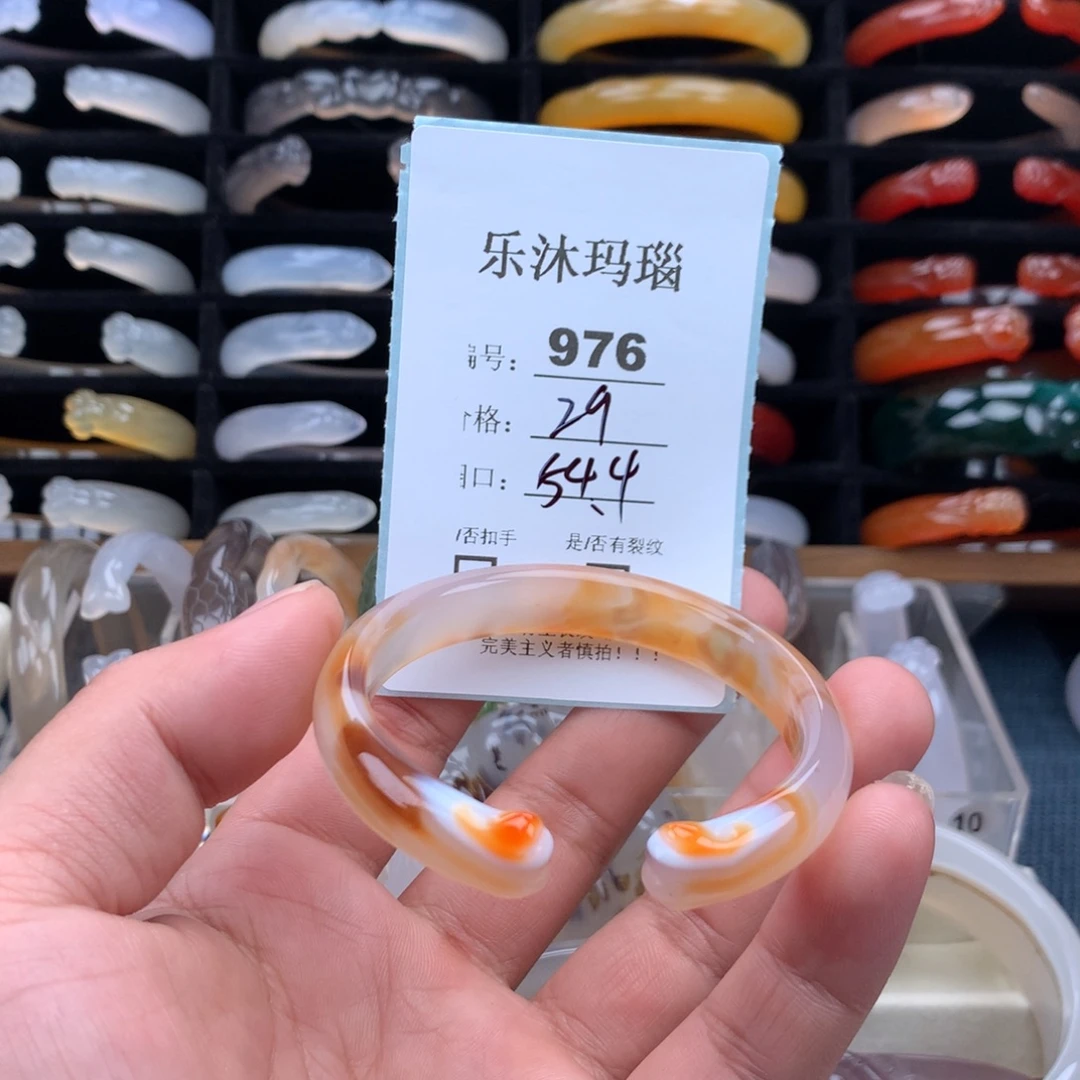 乐沐玛瑙
号：976
格：29
口：54.4
/否扣手 是/否有裂纹
完美主义者慎拍！！！
10